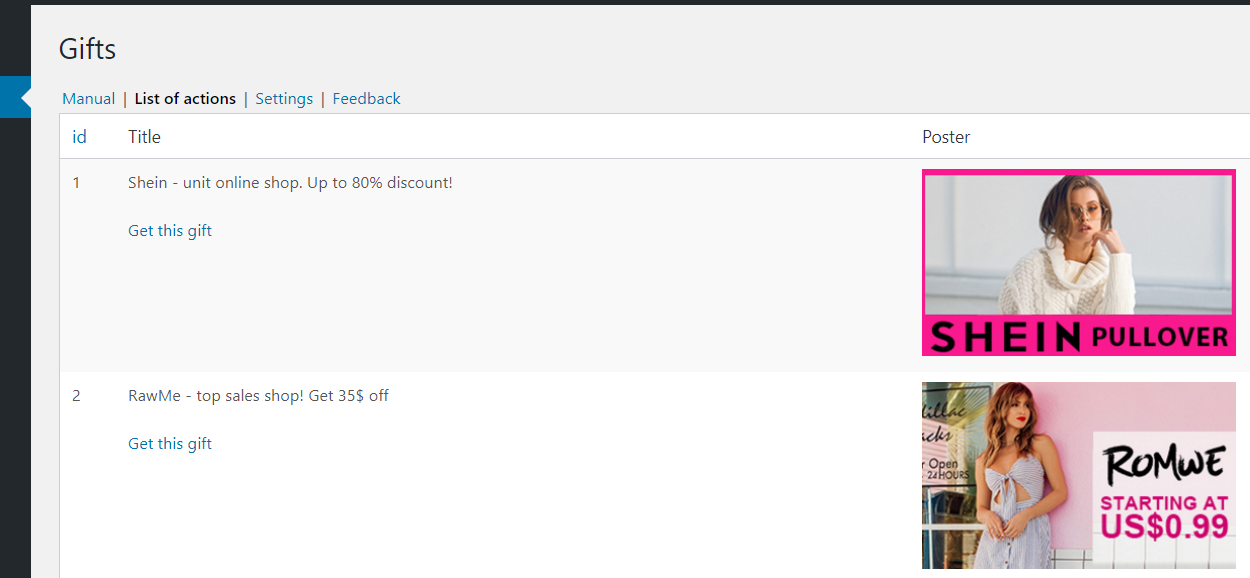 Gifts
Manual | List of actions | Settings | Feedback
id Title Poster
1 Shein - unit online shop. Up to 80% discount!
Get this gift
SHEIN PULLOVER
2 RawMe - top sales shop! Get 35$ off
Get this gift
dillac
cks
r Open
24 HOURS
ROMWE
STARTING AT
US$0.99